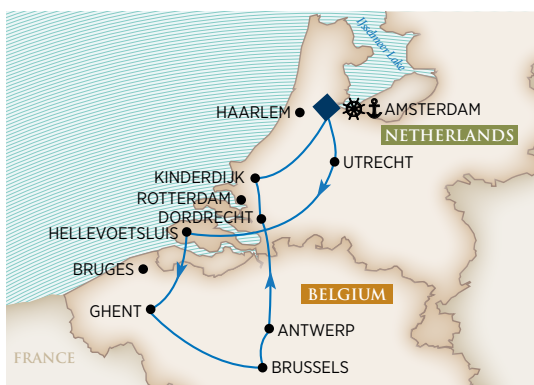 IJsselmeer Lake
HAARLEM
AMSTERDAM
NETHERLANDS
UTRECHT
KINDERDIJK
ROTTERDAM
DORDRECHT
HELLEVOETSLUIS
BRUGES
BELGIUM
GHENT
ANTWERP
FRANCE
BRUSSELS